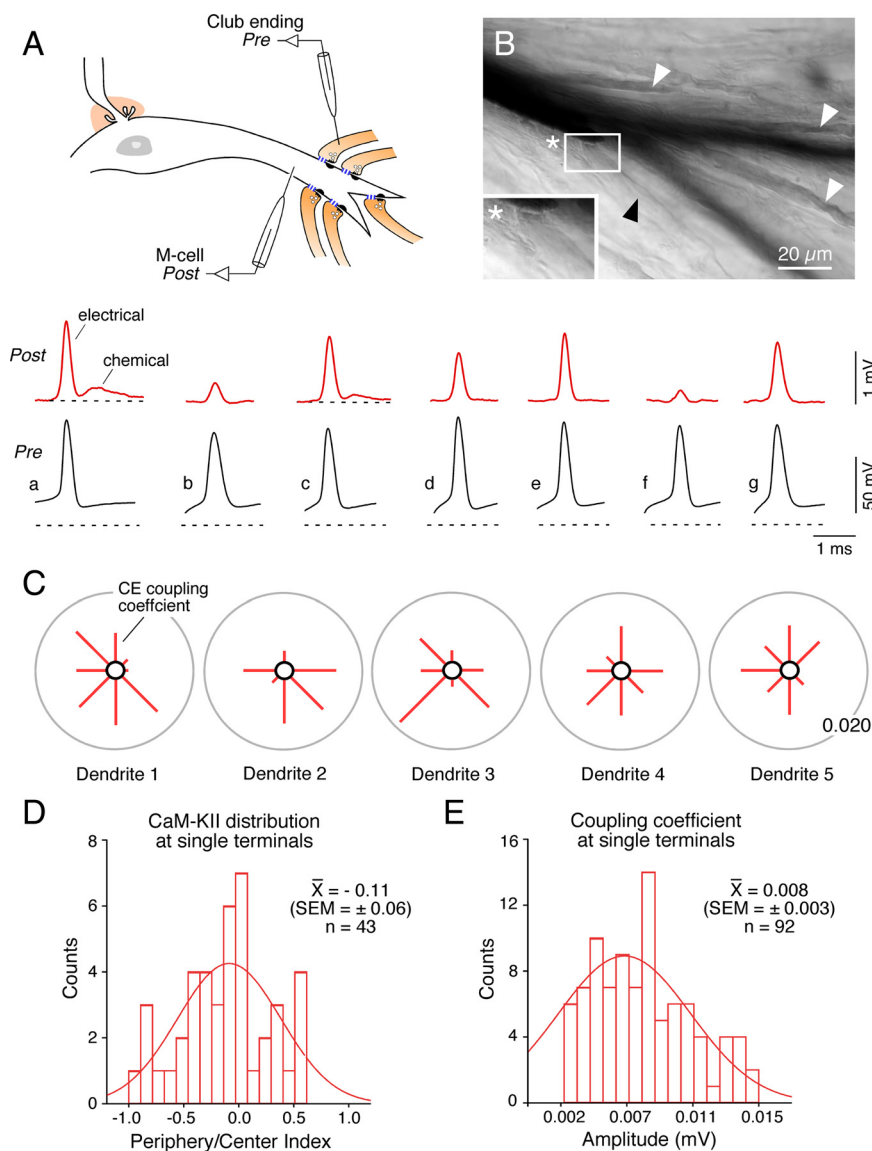 A
Club ending
Pre
M-cell
Post
B
*
*
20 µm
electrical
chemical
Post
1 mV
Pre
a
b
c
d
e
f
g
50 mV
1 ms
C
CE coupling
coeffcient
0.020
Dendrite 1
Dendrite 2
Dendrite 3
Dendrite 4
Dendrite 5
D
CaM-KII distribution
at single terminals
8
6
4
2
0
Counts
X̅ = - 0.11
(SEM = ± 0.06)
n = 43
-1.0
-0.5
0.0
0.5
1.0
Periphery/Center Index
E
Coupling coefficient
at single terminals
16
12
8
4
0
Counts
X̅ = 0.008
(SEM = ± 0.003)
n = 92
0.002
0.007
0.011
0.015
Amplitude (mV)